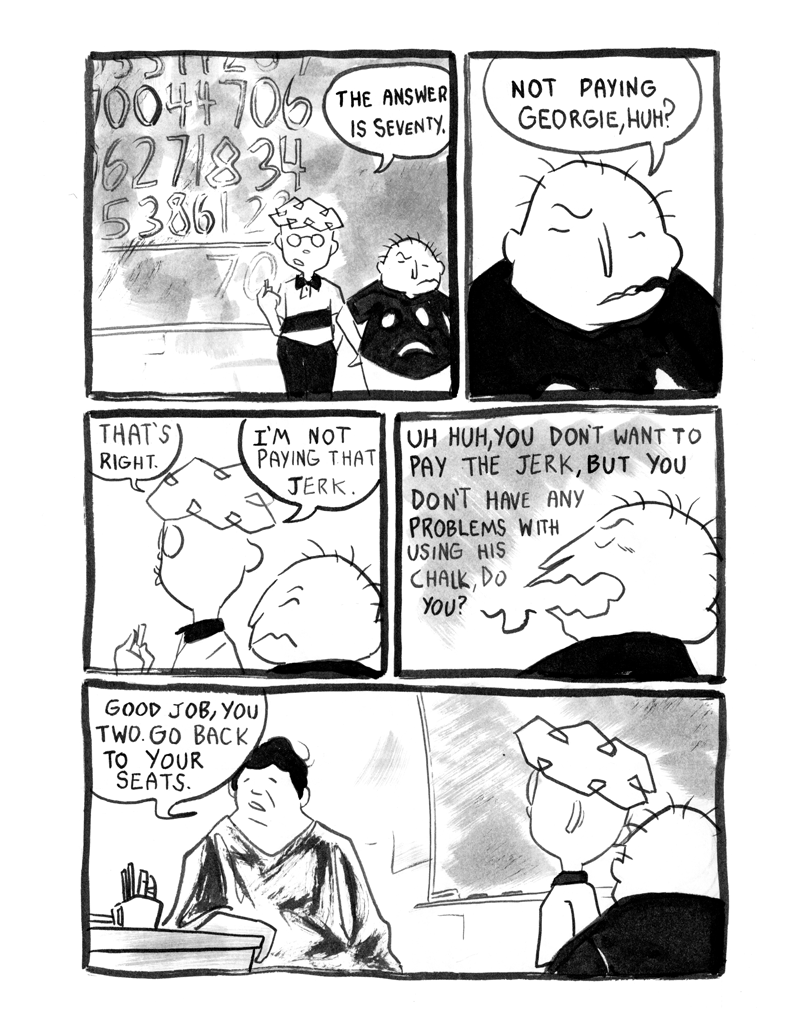 0044706
6271834
538612
70
THE ANSWER
IS SEVENTY.
NOT PAYING
GEORGIE, HUH?
THAT'S
RIGHT.
I'M NOT
PAYING THAT
JERK.
UH HUH, YOU DON'T WANT TO
PAY THE JERK, BUT YOU
DON'T HAVE ANY
PROBLEMS WITH
USING HIS
CHALK, DO
YOU?
GOOD JOB, YOU
TWO. GO BACK
TO YOUR
SEATS.